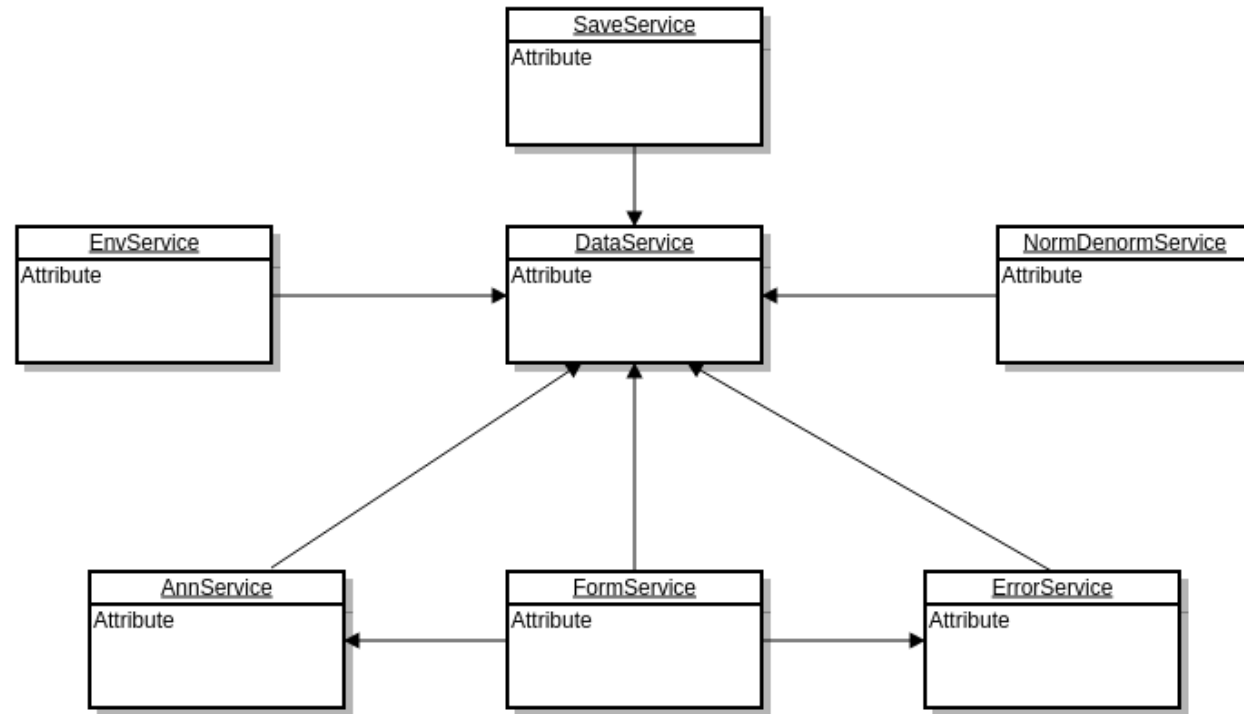 SaveService
Attribute
EnvService
Attribute
DataService
Attribute
NormDenormService
Attribute
AnnService
Attribute
FormService
Attribute
ErrorService
Attribute